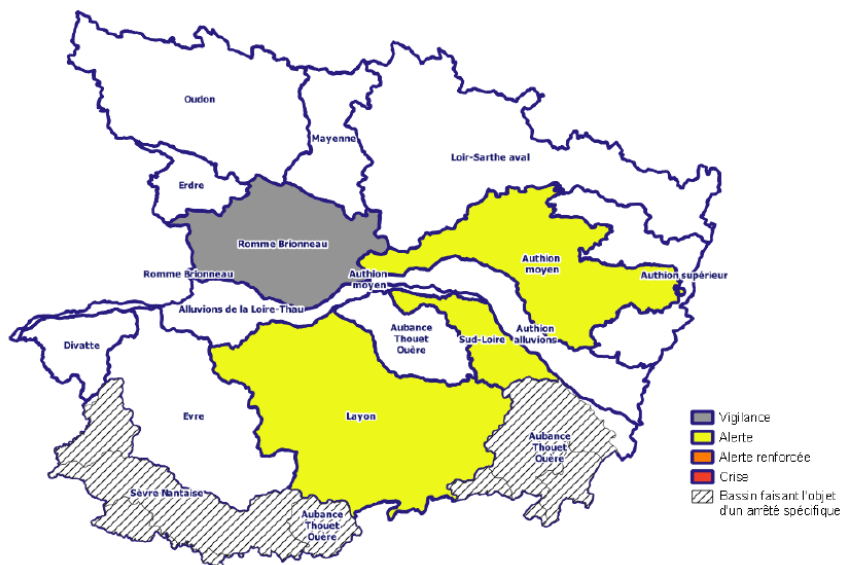 Oudon
Mayenne
Loir-Sarthe aval
Erdre
Romme Brionneau
Authion
moyen
Romme Brionneau
Authion
moyen
Authion supérieur
Alluvions de la Loire-Thau
Divatte
Aubance
Thouet
Ouère
Sud-Loire
Authion
alluvions
Evre
Layon
Aubance
Thouet
Ouère
Sèvre Nantaise
Aubance
Thouet
Ouère
Vigilance
Alerte
Alerte renforcée
Crise
Bassin faisant l'objet
d'un arrêté spécifique